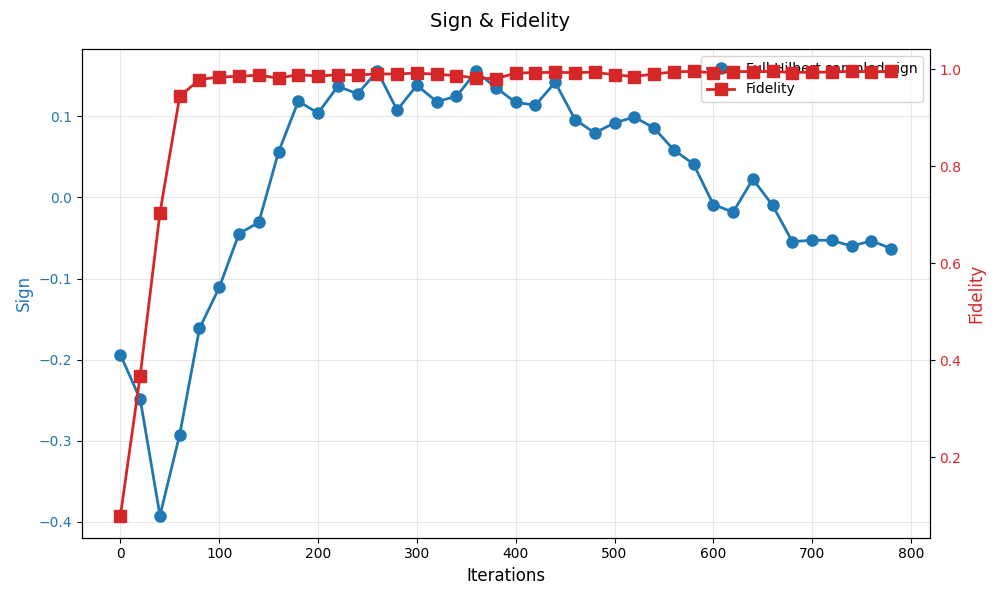 Sign & Fidelity
Full Hilbert sampled sign
Fidelity
0.1
0.0
−0.1
−0.2
−0.3
−0.4
Sign
1.0
0.8
0.6
0.4
0.2
Fidelity
0 100 200 300 400 500 600 700 800
Iterations